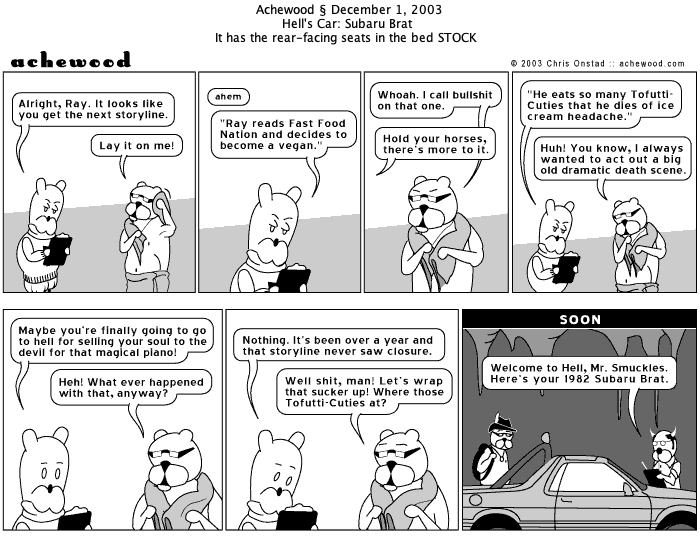 Achewood § December 1, 2003
Hell's Car: Subaru Brat
It has the rear-facing seats in the bed STOCK
achewood
© 2003 Chris Onstad :: achewood.com
Alright, Ray. It looks like
you get the next storyline.
Lay it on me!
ahem
"Ray reads Fast Food
Nation and decides to
become a vegan."
Whoah. I call bullshit
on that one.
Hold your horses,
there's more to it.
"He eats so many Tofutti-
Cuties that he dies of ice
cream headache."
Huh! You know, I always
wanted to act out a big
old dramatic death scene.
Maybe you're finally going to go
to hell for selling your soul to the
devil for that magical piano!
Heh! What ever happened
with that, anyway?
Nothing. It's been over a year and
that storyline never saw closure.
Well shit, man! Let's wrap
that sucker up! Where those
Tofutti-Cuties at?
SOON
Welcome to Hell, Mr. Smuckles.
Here's your 1982 Subaru Brat.